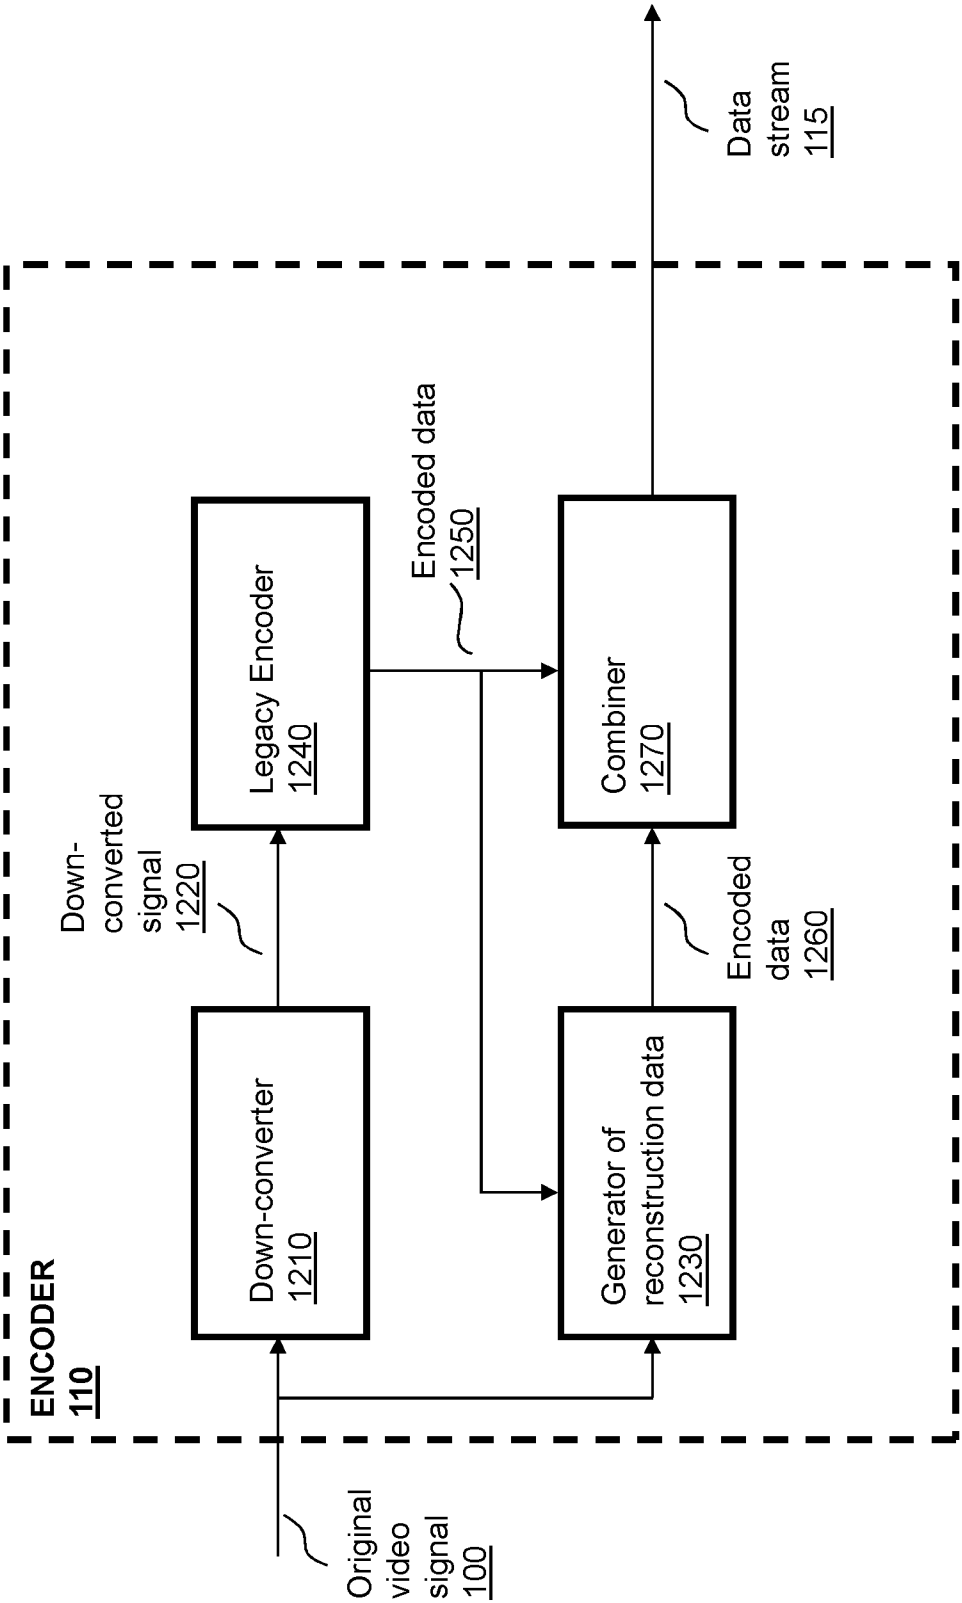 ENCODER
110
Original
video
signal
100
Down-converter
1210
Down-
converted
signal
1220
Legacy Encoder
1240
Encoded data
1250
Generator of
reconstruction data
1230
Encoded
data
1260
Combiner
1270
Data
stream
115